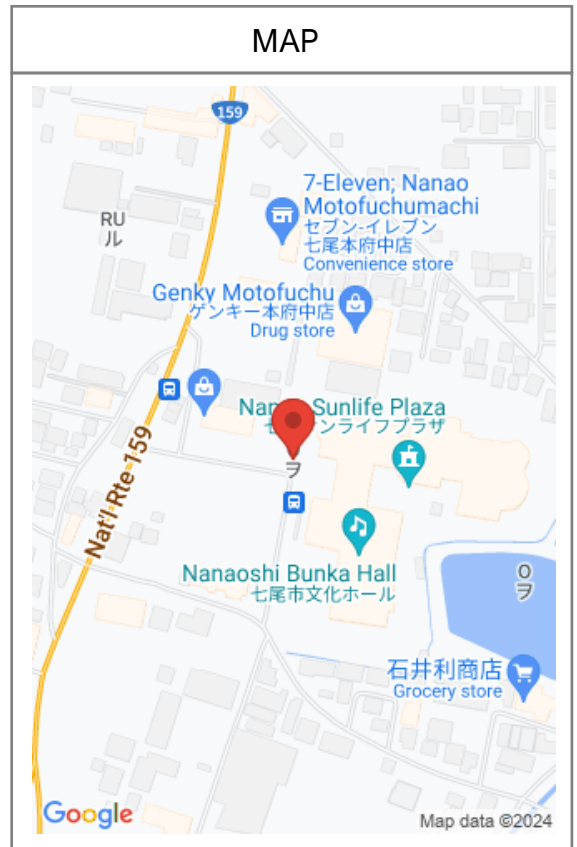 MAP
159
7-Eleven; Nanao
Motofuchumachi
セブン-イレブン
七尾本府中店
Convenience store
RU
ル
Genky Motofuchu
ゲンキー本府中店
Drug store
Sunlife Plaza
ンライフプラザ
ヲ
Nat'l Rte 159
Nanaoshi Bunka Hall
七尾市文化ホール
O
ヲ
石井利商店
Grocery store
Google
Map data ©2024